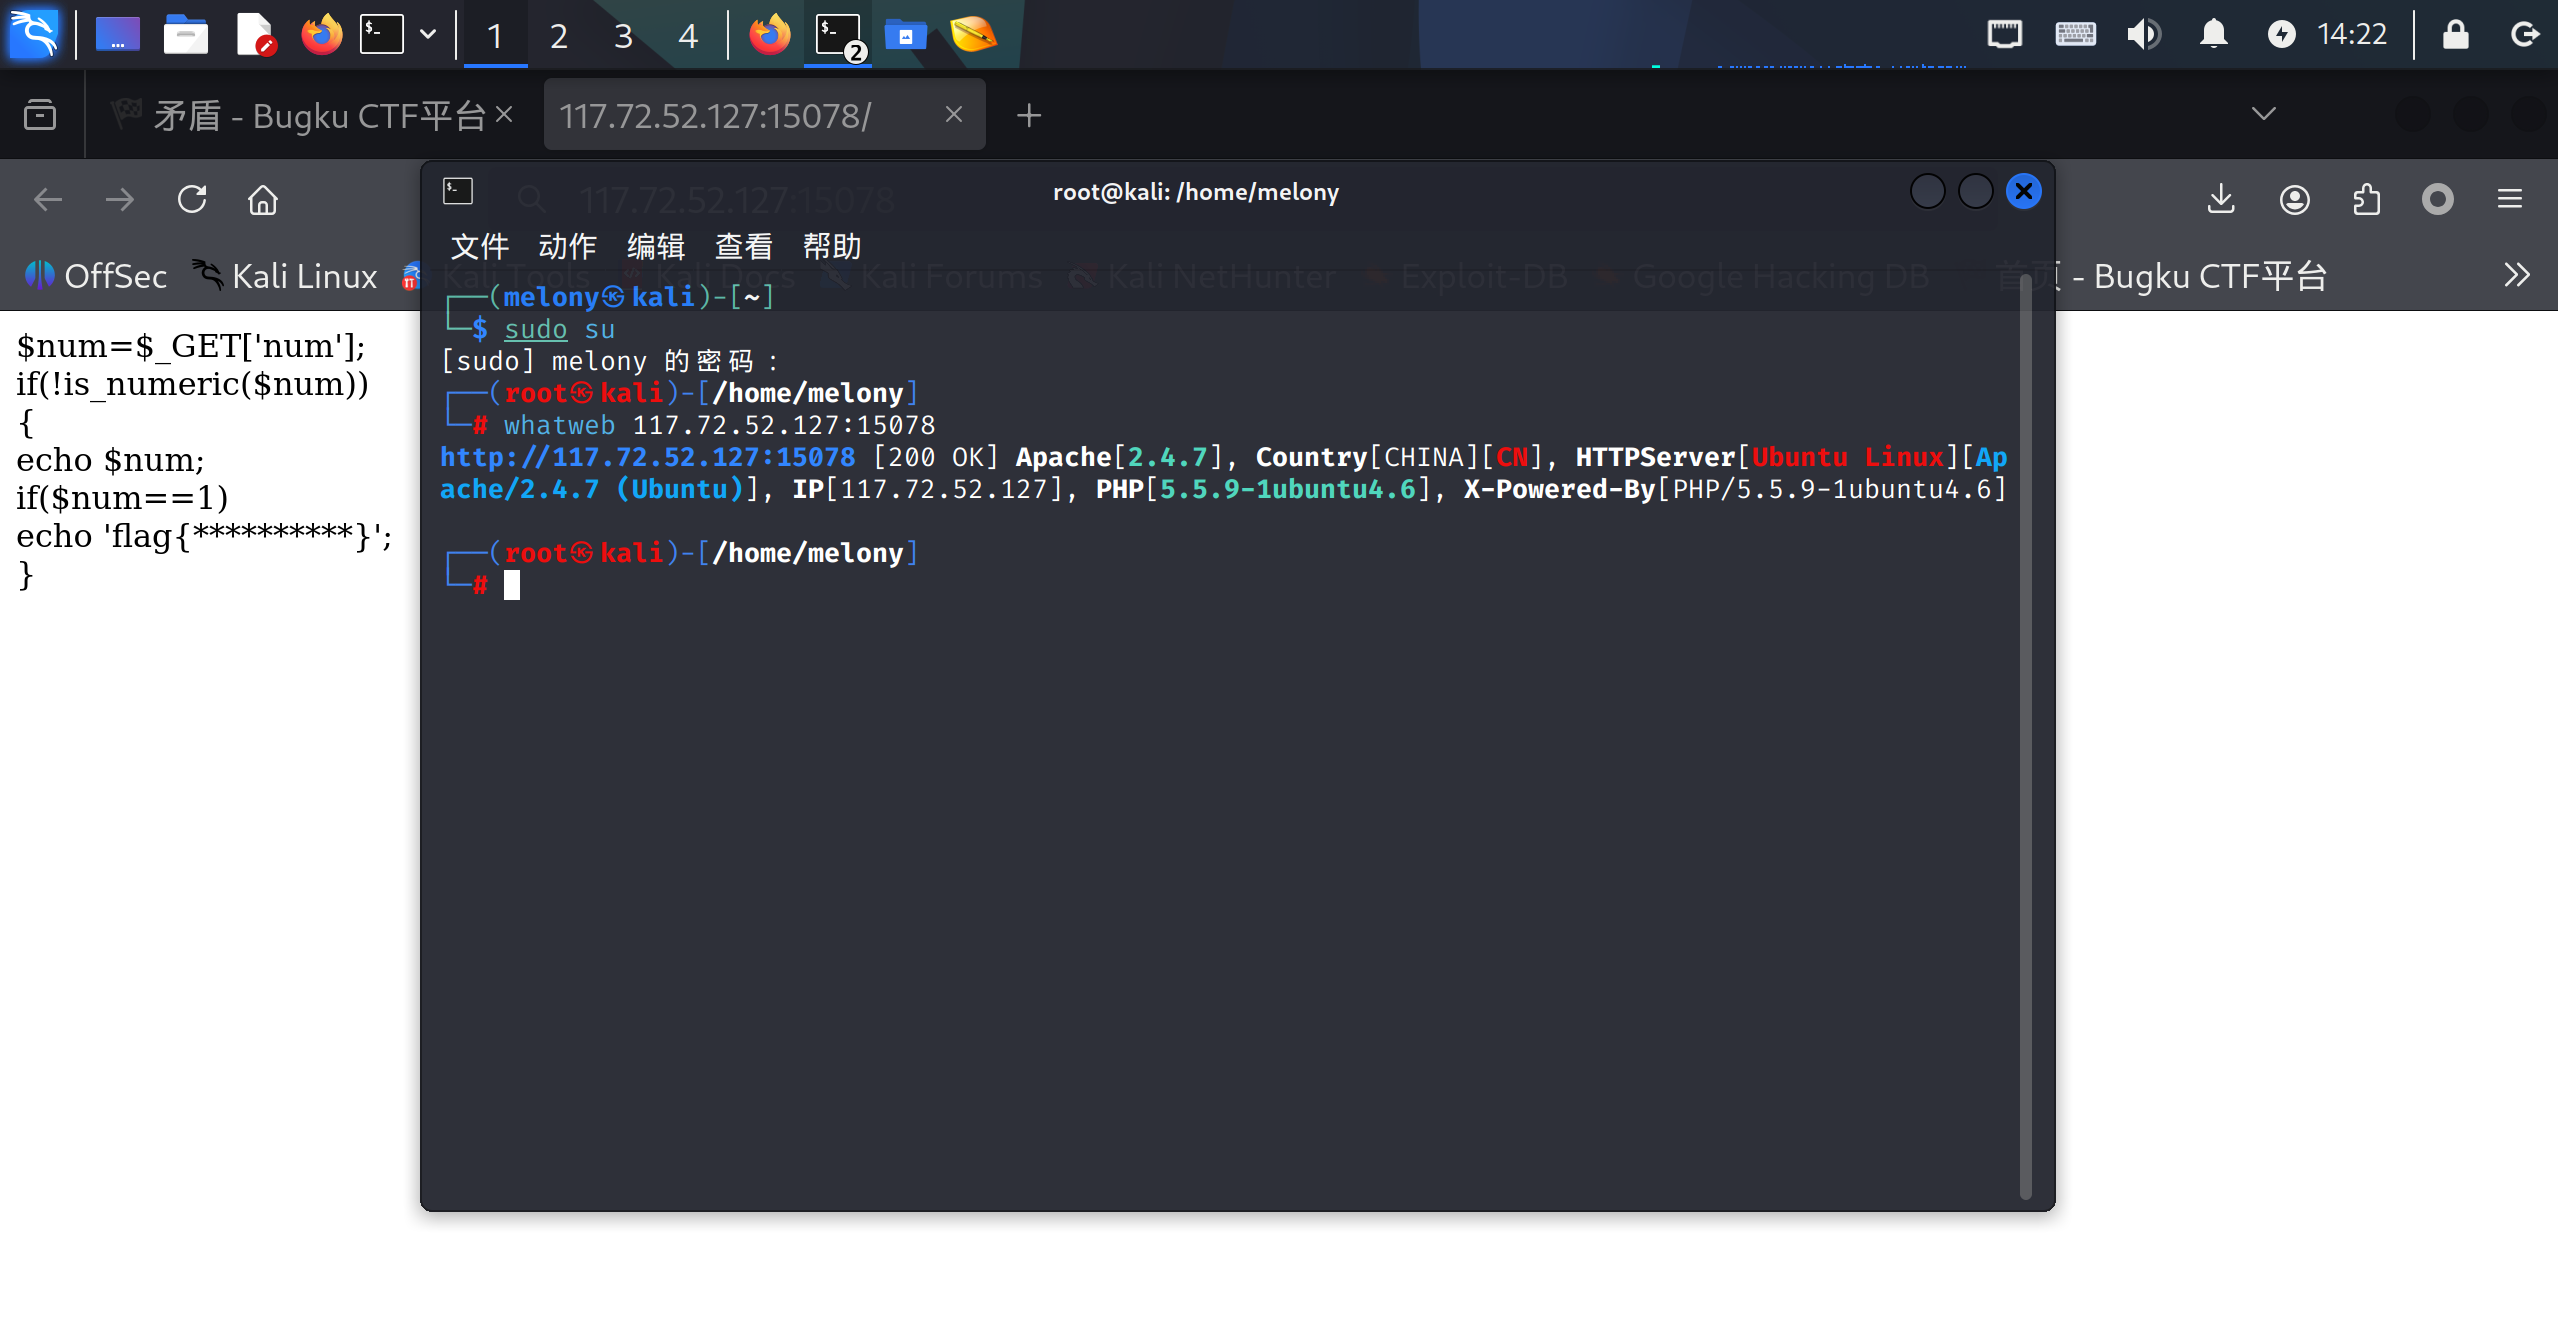 1 2 3 4 2 14:22
矛盾 - Bugku CTF平台 117.72.52.127:15078/
117.72.52.127:15078 root@kali: /home/melony
文件 动作 编辑 查看 帮助
OffSec Kali Linux Kali Tools Kali Docs Kali Forums Kali NetHunter Exploit-DB Google Hacking DB 首页 - Bugku CTF平台
$num=$_GET['num'];
if(!is_numeric($num))
{
echo $num;
if($num==1)
echo 'flag{**********}';
}
┌──(melony㉿kali)-[~]
└─$ sudo su
[sudo] melony 的密码：
┌──(root㉿kali)-[/home/melony]
└─# whatweb 117.72.52.127:15078
http://117.72.52.127:15078 [200 OK] Apache[2.4.7], Country[CHINA][CN], HTTPServer[Ubuntu Linux][Ap
ache/2.4.7 (Ubuntu)], IP[117.72.52.127], PHP[5.5.9-1ubuntu4.6], X-Powered-By[PHP/5.5.9-1ubuntu4.6]
┌──(root㉿kali)-[/home/melony]
└─#